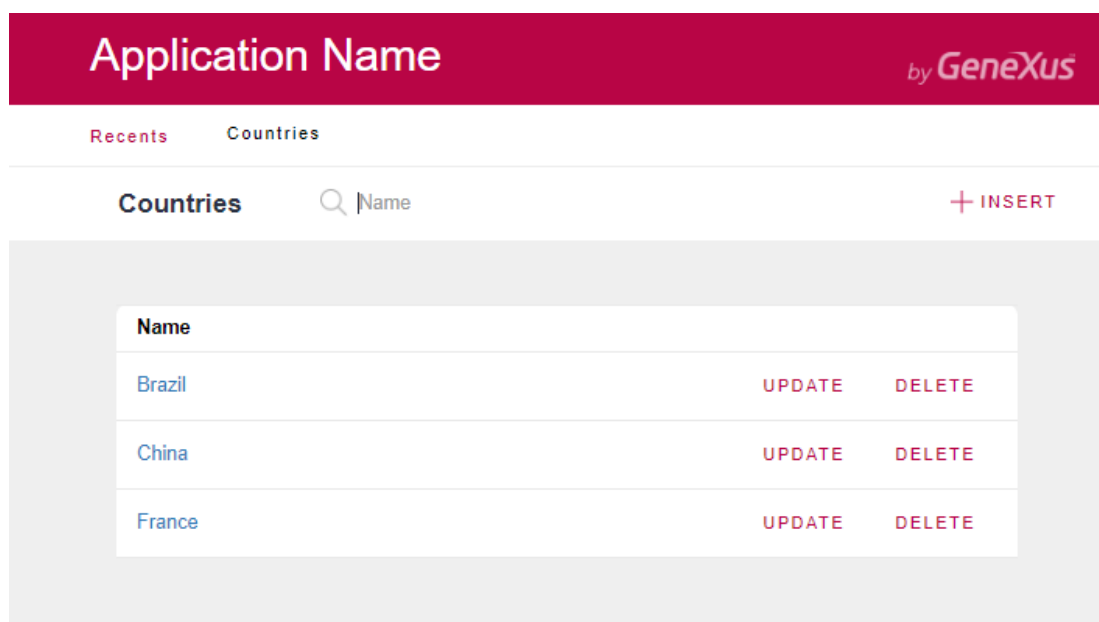 Application Name
by GeneXus
Recents Countries
Countries Name INSERT
Name
Brazil UPDATE DELETE
China UPDATE DELETE
France UPDATE DELETE